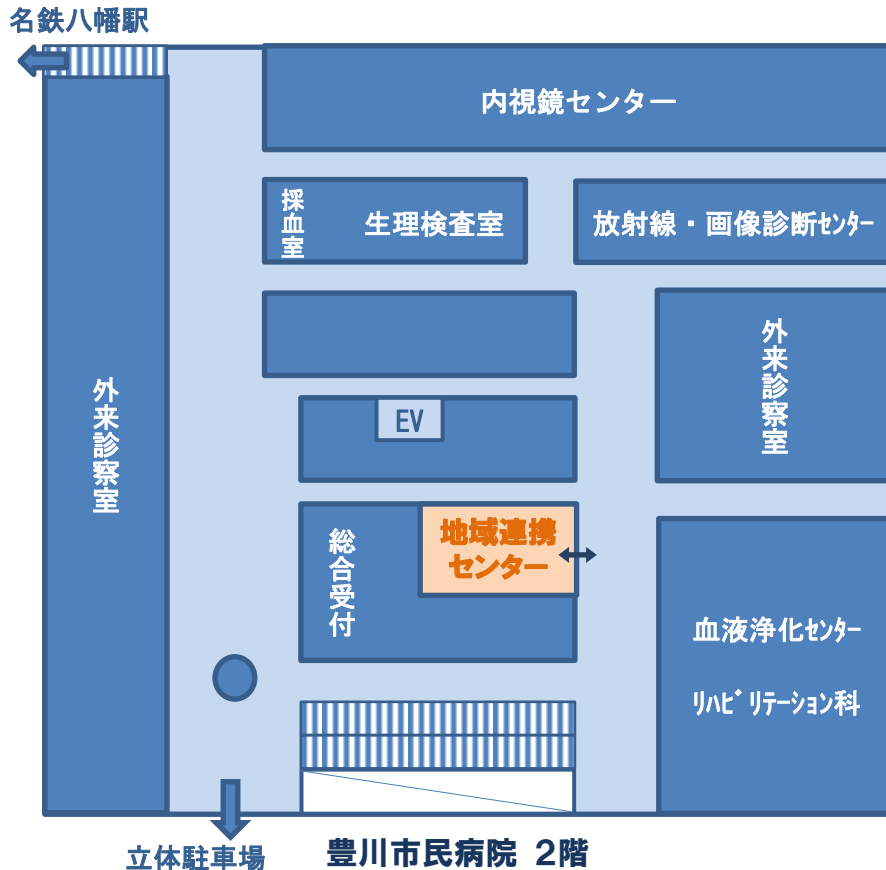 名鉄八幡駅
内視鏡センター
採血室
生理検査室
放射線・画像診断ｾﾝﾀｰ
外来診察室
外来診察室
EV
地域連携
センター
総合受付
血液浄化ｾﾝﾀｰ
ﾘﾊﾋﾞﾘﾃｰｼｮﾝ科
立体駐車場
豊川市民病院 2階